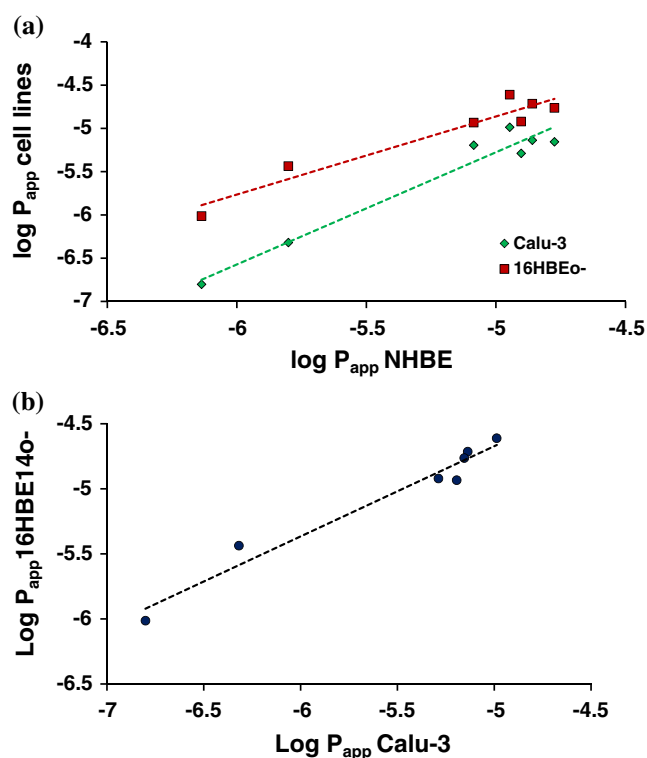 (a)
-4
-4.5
-5
-5.5
-6
-6.5
-7
log Papp cell lines
Calu-3
16HBEo-
-6.5 -6 -5.5 -5 -4.5
log Papp NHBE
(b)
-4.5
-5
-5.5
-6
-6.5
Log Papp 16HBE14o-
-7 -6.5 -6 -5.5 -5 -4.5
Log Papp Calu-3